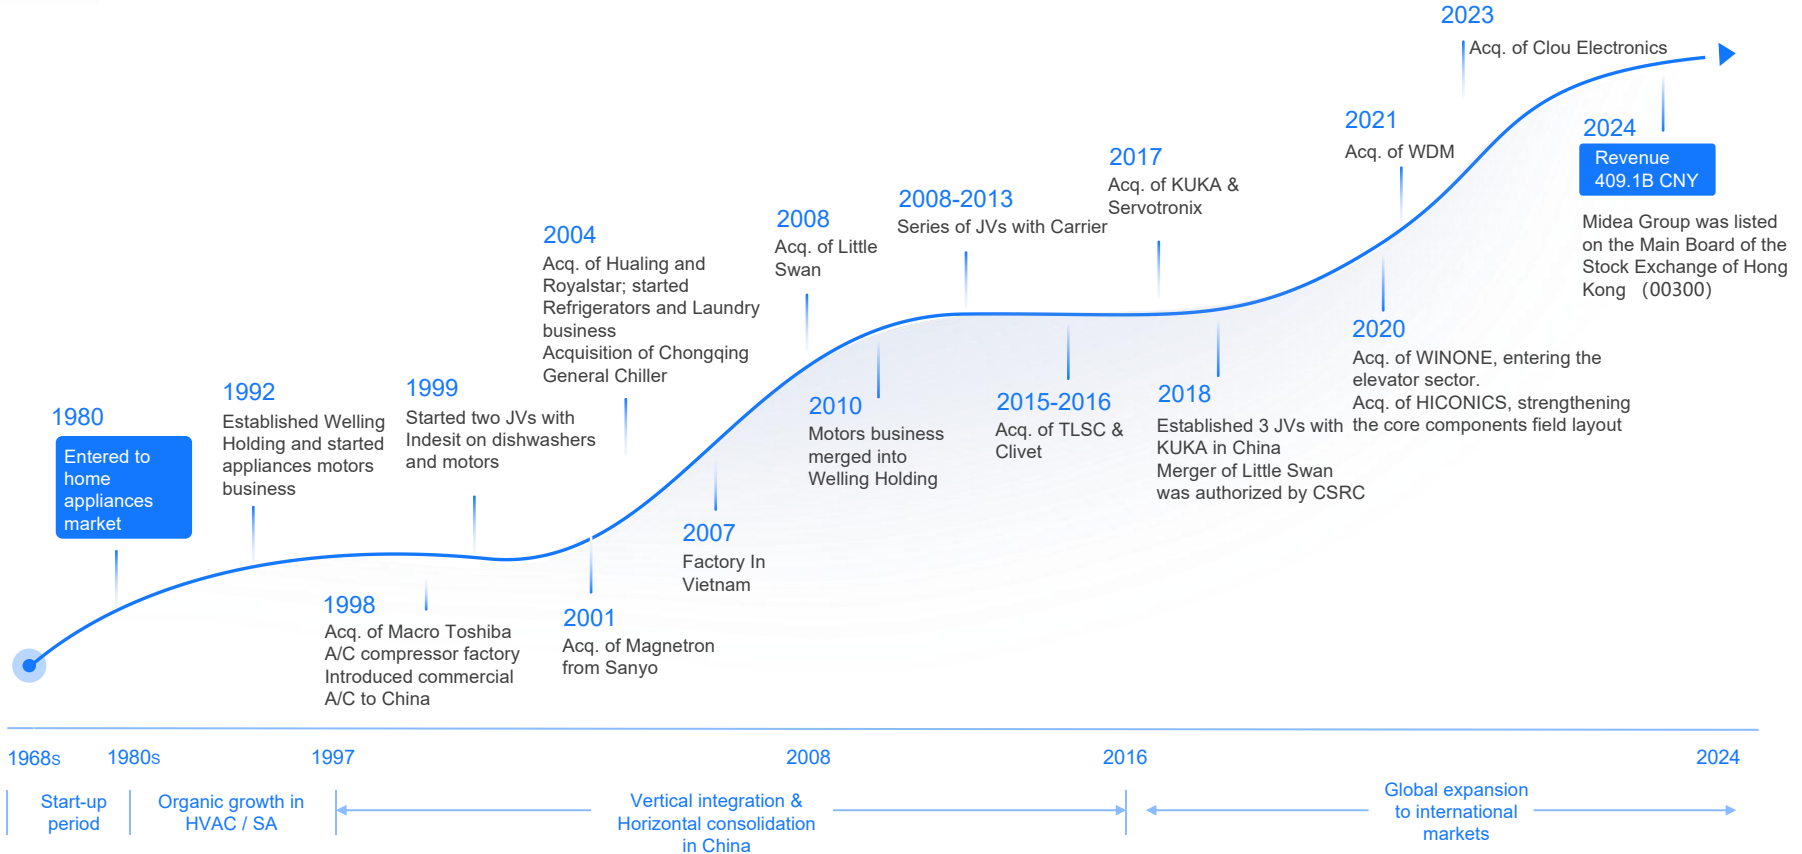 2023
Acq. of Clou Electronics
2024
Revenue
409.1B CNY
Midea Group was listed
on the Main Board of the
Stock Exchange of Hong
Kong （00300）
2021
Acq. of WDM
2017
Acq. of KUKA &
Servotronix
2008-2013
Series of JVs with Carrier
2008
Acq. of Little
Swan
2004
Acq. of Hualing and
Royalstar; started
Refrigerators and Laundry
business
Acquisition of Chongqing
General Chiller
1999
Started two JVs with
Indesit on dishwashers
and motors
1992
Established Welling
Holding and started
appliances motors
business
1980
Entered to
home
appliances
market
1998
Acq. of Macro Toshiba
A/C compressor factory
Introduced commercial
A/C to China
2001
Acq. of Magnetron
from Sanyo
2007
Factory In
Vietnam
2010
Motors business
merged into
Welling Holding
2015-2016
Acq. of TLSC &
Clivet
2018
Established 3 JVs with
KUKA in China
Merger of Little Swan
was authorized by CSRC
2020
Acq. of WINONE, entering the
elevator sector.
Acq. of HICONICS, strengthening
the core components field layout
1968s
1980s
1997
2008
2016
2024
Start-up
period
Organic growth in
HVAC / SA
Vertical integration &
Horizontal consolidation
in China
Global expansion
to international
markets